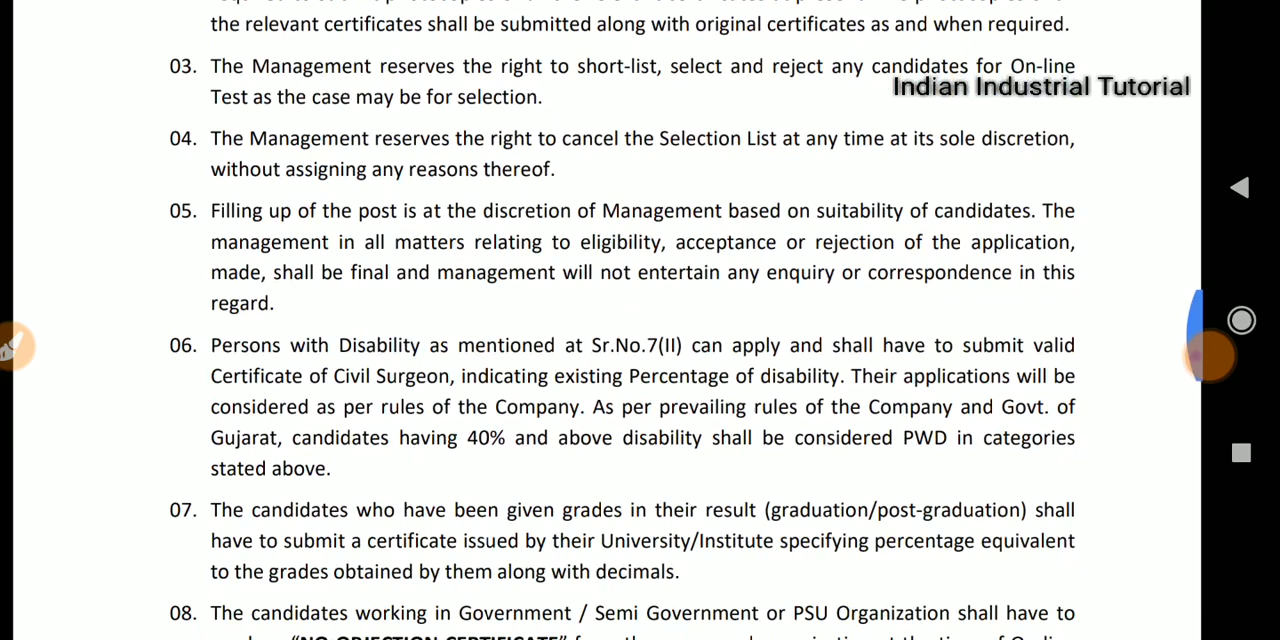 the relevant certificates shall be submitted along with original certificates as and when required.
03. The Management reserves the right to short-list, select and reject any candidates for On-line
Indian Industrial Tutorial
Test as the case may be for selection.
04. The Management reserves the right to cancel the Selection List at any time at its sole discretion,
without assigning any reasons thereof.
05. Filling up of the post is at the discretion of Management based on suitability of candidates. The
management in all matters relating to eligibility, acceptance or rejection of the application,
made, shall be final and management will not entertain any enquiry or correspondence in this
regard.
06. Persons with Disability as mentioned at Sr.No.7(II) can apply and shall have to submit valid
Certificate of Civil Surgeon, indicating existing Percentage of disability. Their applications will be
considered as per rules of the Company. As per prevailing rules of the Company and Govt. of
Gujarat, candidates having 40% and above disability shall be considered PWD in categories
stated above.
07. The candidates who have been given grades in their result (graduation/post-graduation) shall
have to submit a certificate issued by their University/Institute specifying percentage equivalent
to the grades obtained by them along with decimals.
08. The candidates working in Government / Semi Government or PSU Organization shall have to
"NO OBJECTION CERTIFICATE"